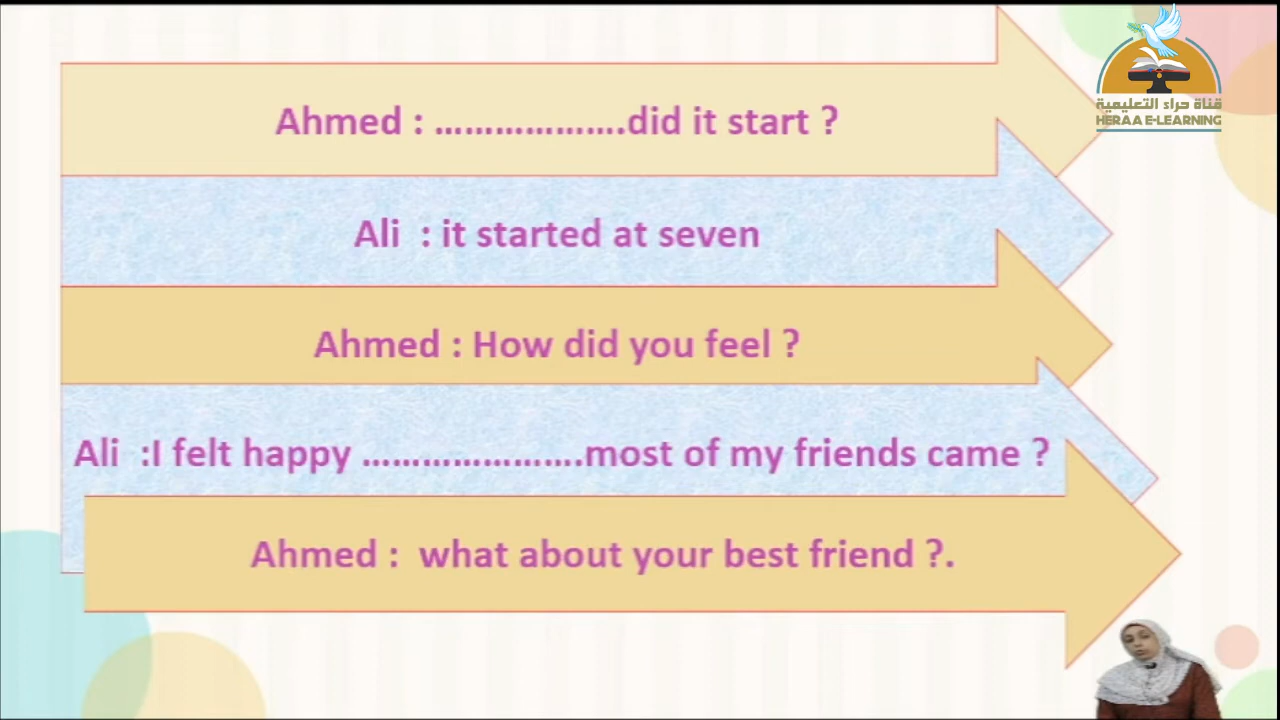 قناة حراء التعليمية
HERAA E-LEARNING
Ahmed : ...................did it start ?
Ali : it started at seven
Ahmed : How did you feel ?
Ali :I felt happy ......................most of my friends came ?
Ahmed : what about your best friend ?.